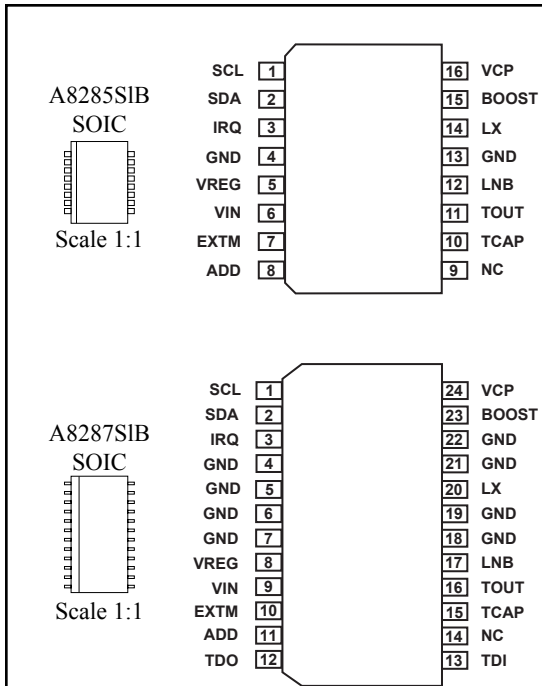 A8285SlB
SOIC
Scale 1:1
SCL 1 16 VCP
SDA 2 15 BOOST
IRQ 3 14 LX
GND 4 13 GND
VREG 5 12 LNB
VIN 6 11 TOUT
EXTM 7 10 TCAP
ADD 8 9 NC
A8287SlB
SOIC
Scale 1:1
SCL 1 24 VCP
SDA 2 23 BOOST
IRQ 3 22 GND
GND 4 21 GND
GND 5 20 LX
GND 6 19 GND
GND 7 18 GND
VREG 8 17 LNB
VIN 9 16 TOUT
EXTM 10 15 TCAP
ADD 11 14 NC
TDO 12 13 TDI